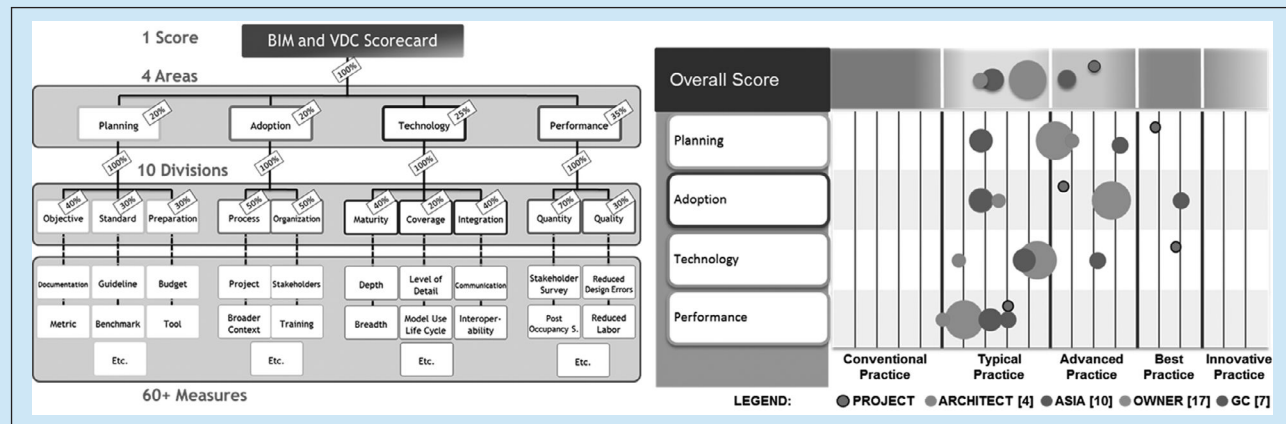 1 Score
BIM and VDC Scorecard
100%
4 Areas
Planning
20%
Adoption
20%
Technology
25%
Performance
35%
100%
100%
100%
100%
10 Divisions
Objective
40%
Standard
30%
Preparation
30%
Process
50%
Organization
50%
Maturity
40%
Coverage
20%
Integration
40%
Quantity
70%
Quality
30%
Documentation
Guideline
Budget
Project
Stakeholders
Depth
Level of
Detail
Communication
Stakeholder
Survey
Reduced
Design Errors
Metric
Benchmark
Tool
Broader
Context
Training
Breadth
Model Use
Life Cycle
Interoper-
ability
Post
Occupancy S.
Reduced
Labor
Etc.
Etc.
Etc.
Etc.
60+ Measures
Overall Score
Planning
Adoption
Technology
Performance
Conventional
Practice
Typical
Practice
Advanced
Practice
Best
Practice
Innovative
Practice
LEGEND: PROJECT ARCHITECT [4] ASIA [10] OWNER [17] GC [7]